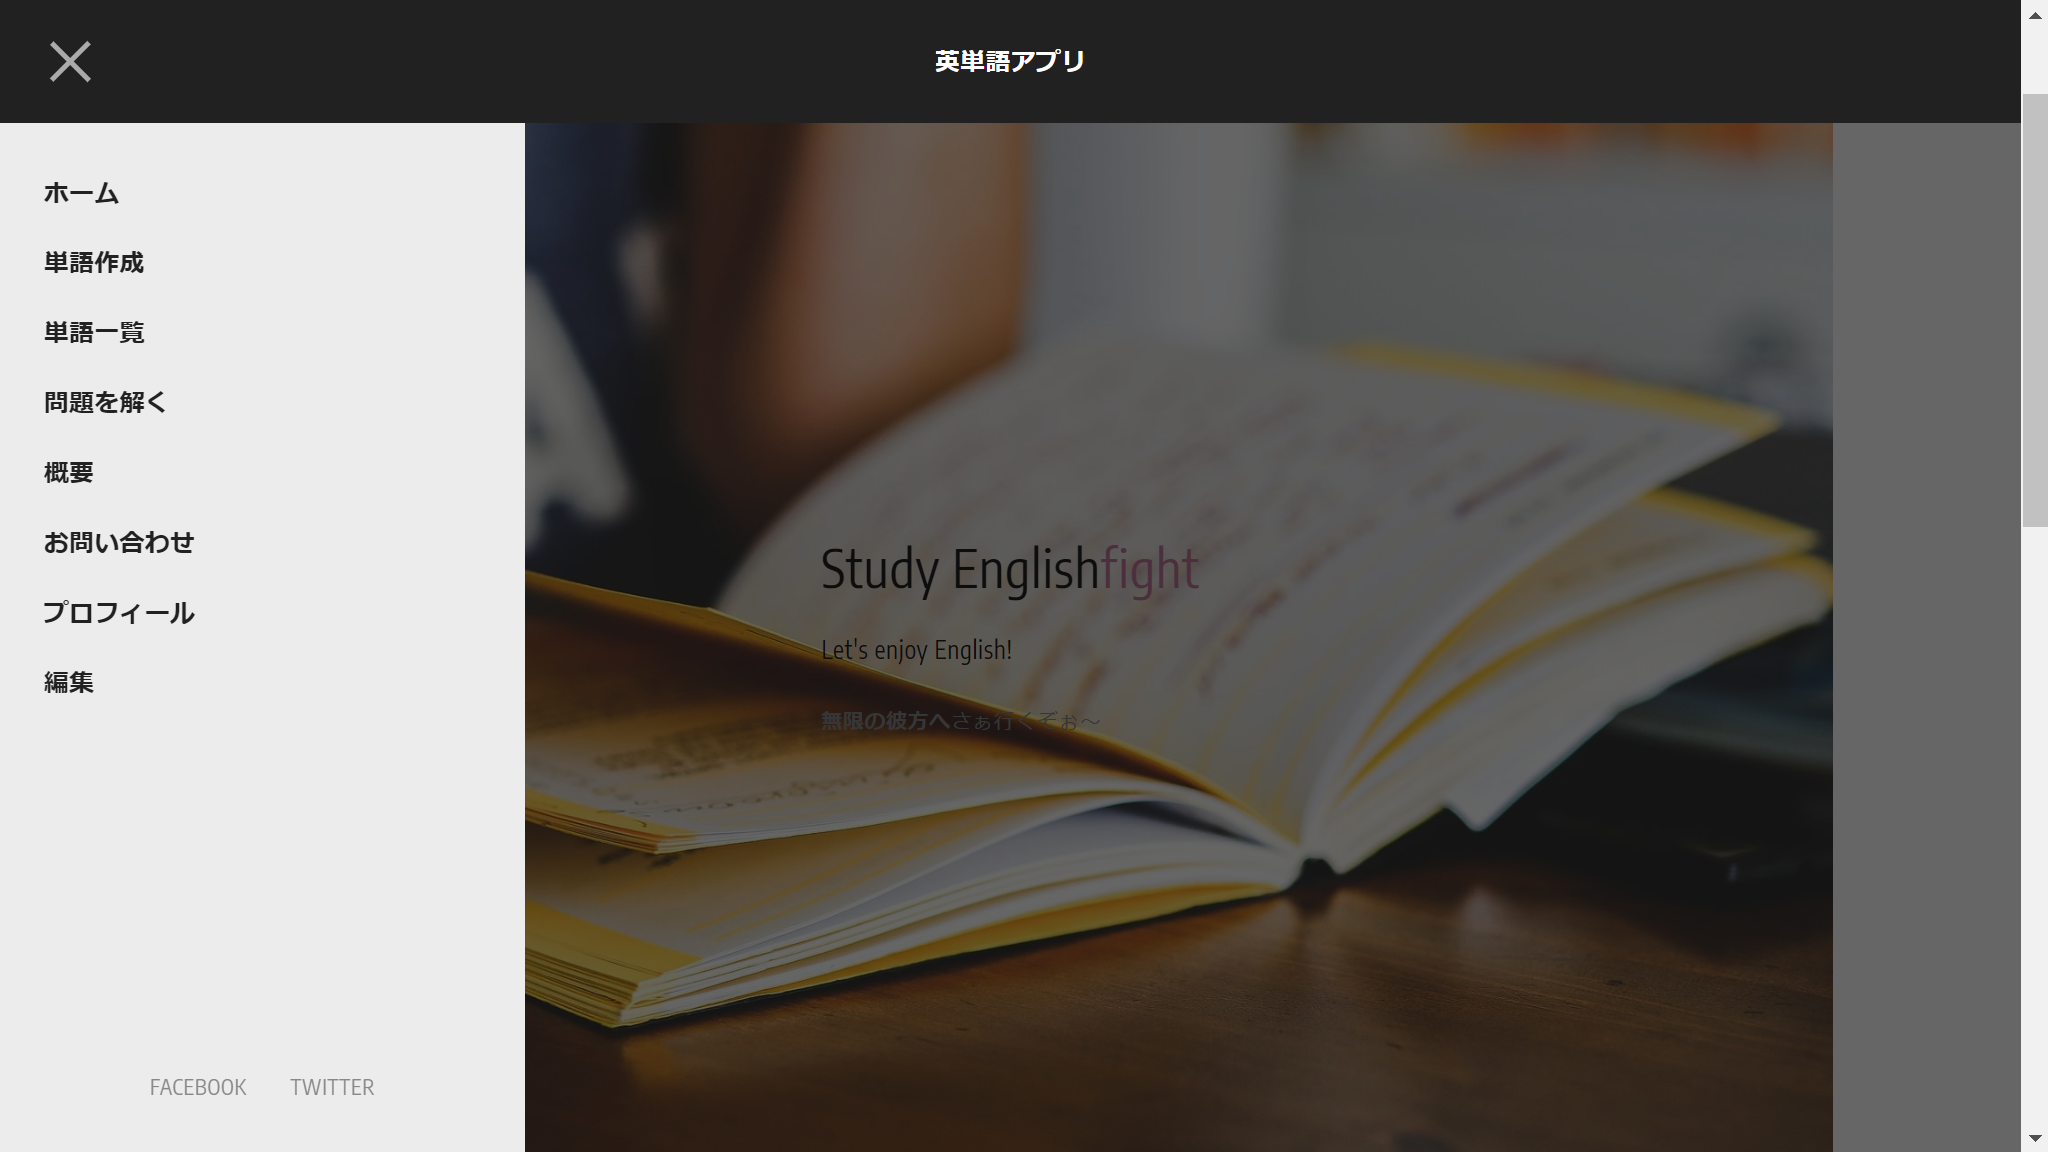 英単語アプリ
ホーム
単語作成
単語一覧
問題を解く
概要
お問い合わせ
プロフィール
編集
FACEBOOK TWITTER
Study Englishfight
Let's enjoy English!
無限の彼方へさぁ行くぞぉ～